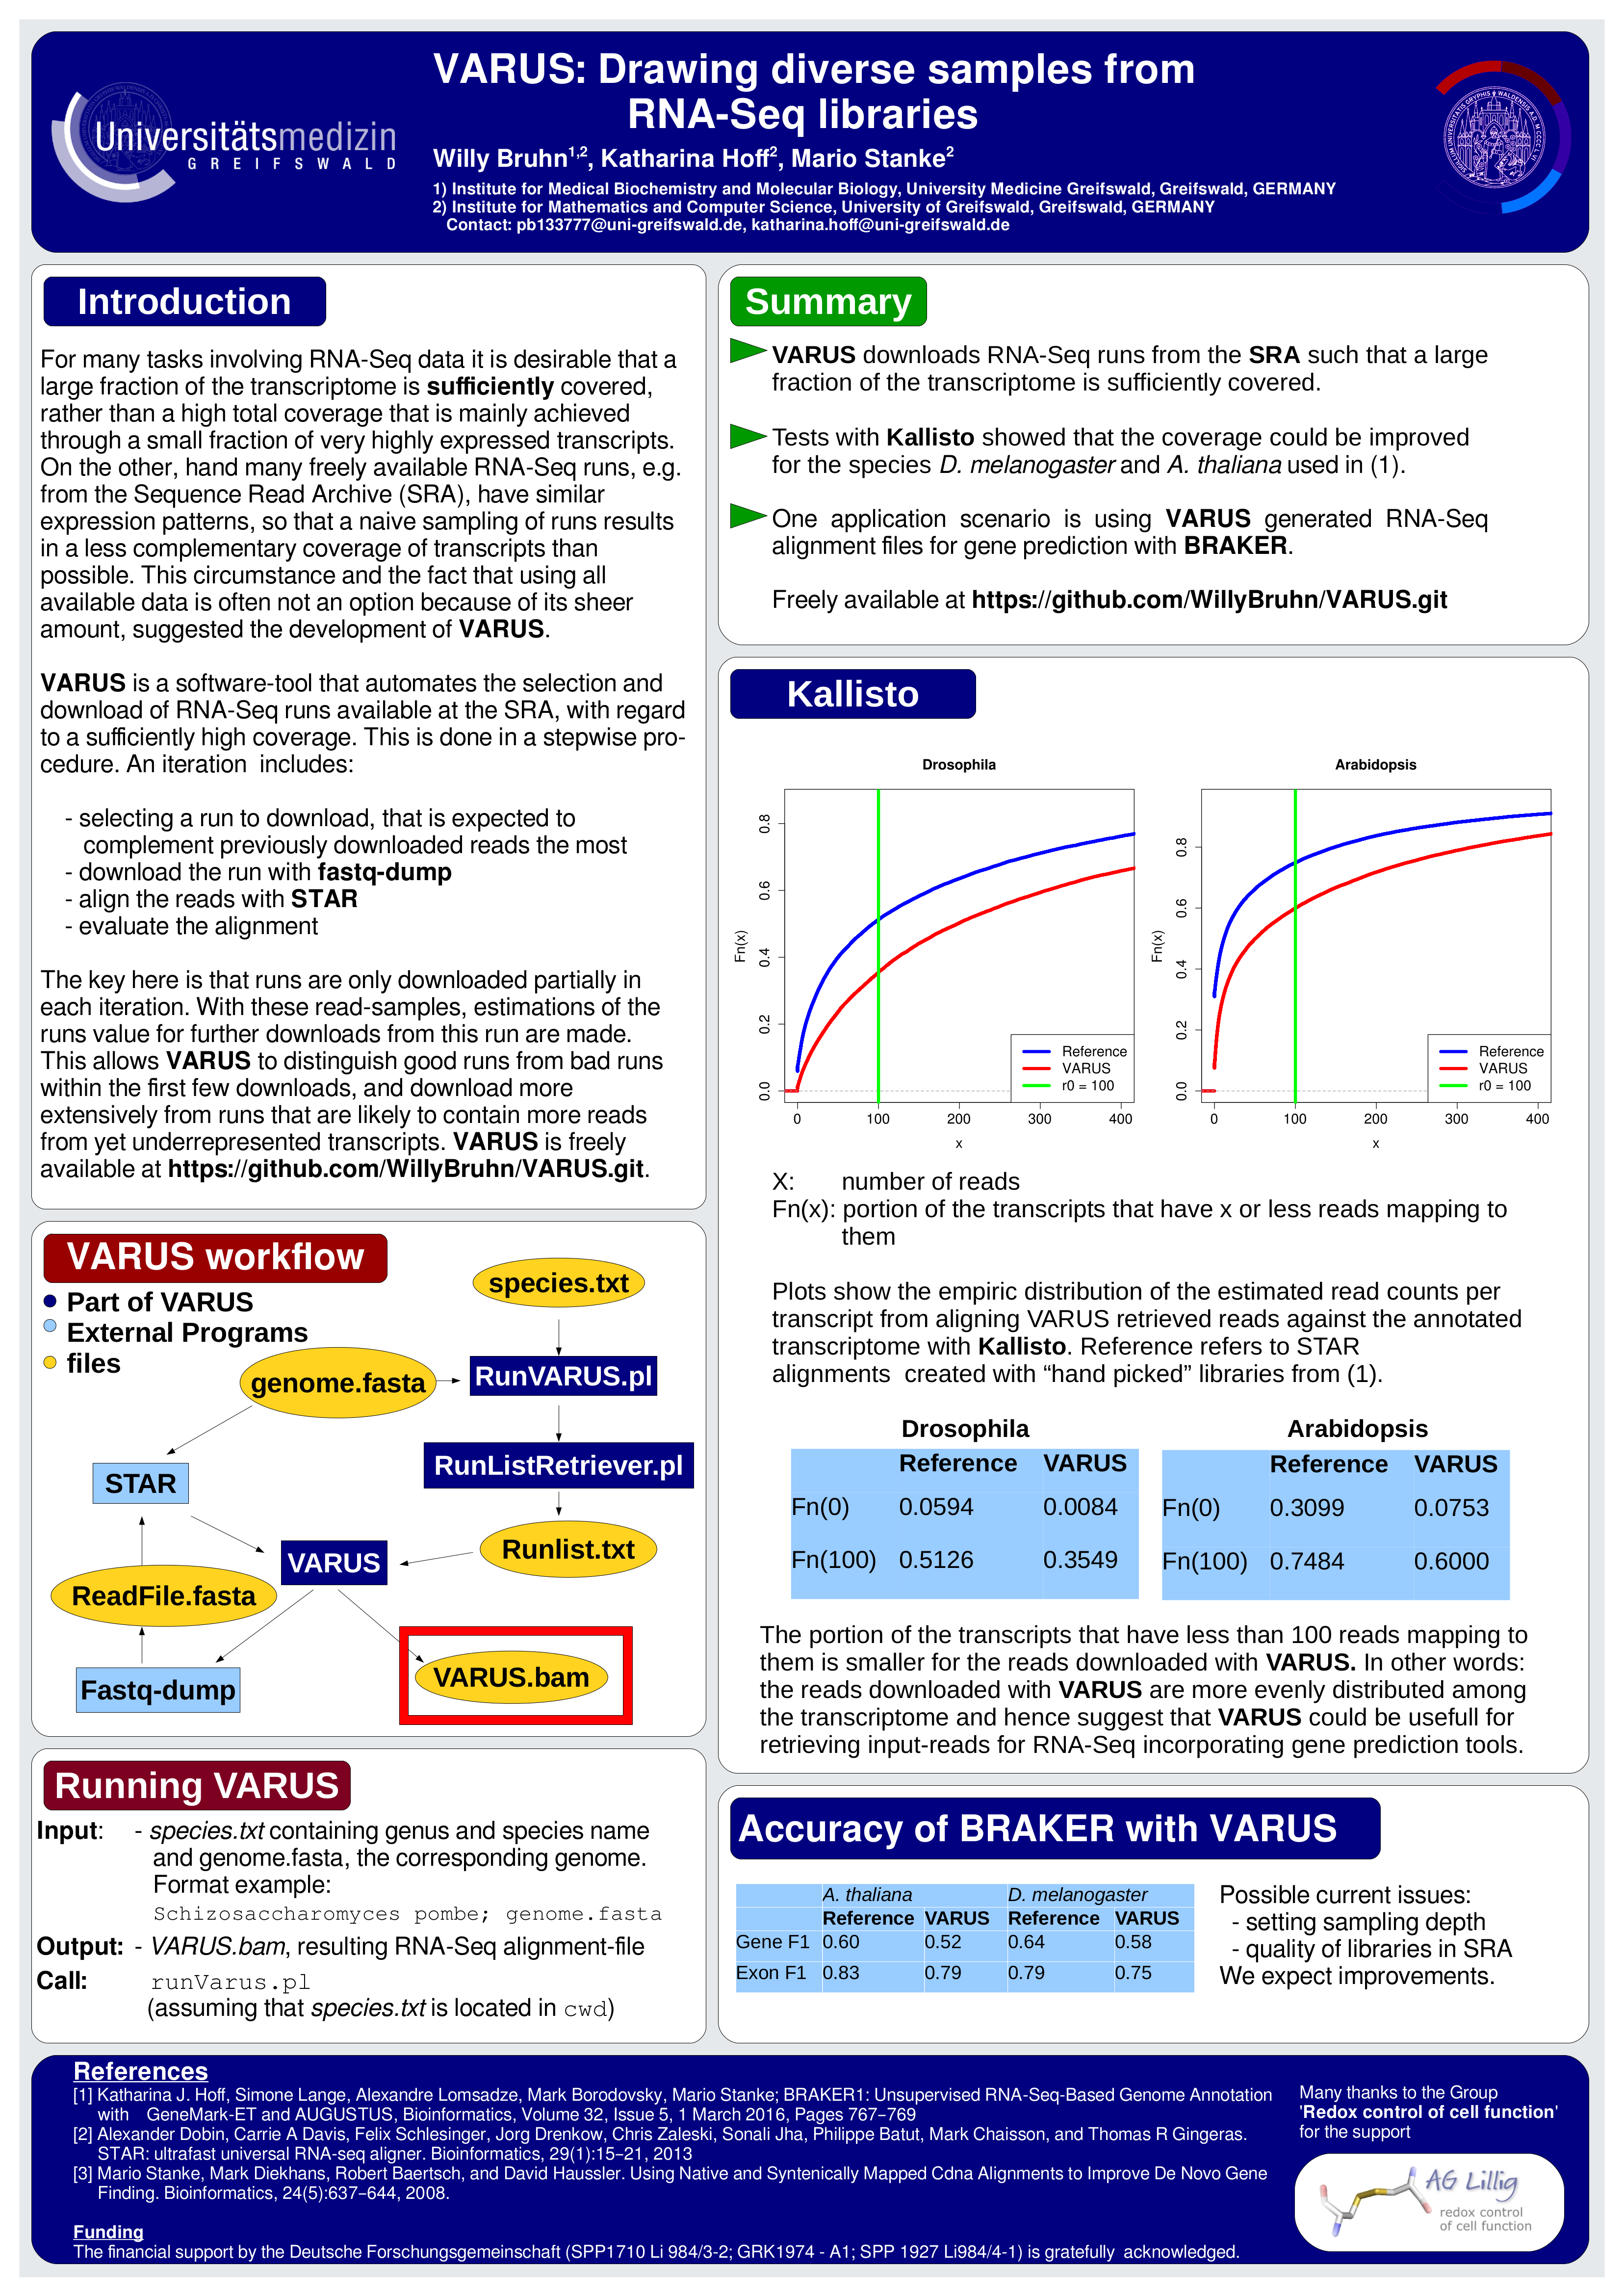 Universitätsmedizin
GREIFSWALD
VARUS: Drawing diverse samples from
RNA-Seq libraries
Willy Bruhn1,2, Katharina Hoff2, Mario Stanke2
1) Institute for Medical Biochemistry and Molecular Biology, University Medicine Greifswald, Greifswald, GERMANY
2) Institute for Mathematics and Computer Science, University of Greifswald, Greifswald, GERMANY
Contact: pb133777@uni-greifswald.de, katharina.hoff@uni-greifswald.de
Introduction
For many tasks involving RNA-Seq data it is desirable that a
large fraction of the transcriptome is sufficiently covered,
rather than a high total coverage that is mainly achieved
through a small fraction of very highly expressed transcripts.
On the other, hand many freely available RNA-Seq runs, e.g.
from the Sequence Read Archive (SRA), have similar
expression patterns, so that a naive sampling of runs results
in a less complementary coverage of transcripts than
possible. This circumstance and the fact that using all
available data is often not an option because of its sheer
amount, suggested the development of VARUS.
VARUS is a software-tool that automates the selection and
download of RNA-Seq runs available at the SRA, with regard
to a sufficiently high coverage. This is done in a stepwise pro-
cedure. An iteration includes:
- selecting a run to download, that is expected to
complement previously downloaded reads the most
- download the run with fastq-dump
- align the reads with STAR
- evaluate the alignment
The key here is that runs are only downloaded partially in
each iteration. With these read-samples, estimations of the
runs value for further downloads from this run are made.
This allows VARUS to distinguish good runs from bad runs
within the first few downloads, and download more
extensively from runs that are likely to contain more reads
from yet underrepresented transcripts. VARUS is freely
available at https://github.com/WillyBruhn/VARUS.git.
VARUS workflow
Part of VARUS
External Programs
files
species.txt
genome.fasta
RunVARUS.pl
RunListRetriever.pl
STAR
Runlist.txt
VARUS
ReadFile.fasta
VARUS.bam
Fastq-dump
Running VARUS
Input: - species.txt containing genus and species name
and genome.fasta, the corresponding genome.
Format example:
Schizosaccharomyces pombe; genome.fasta
Output: - VARUS.bam, resulting RNA-Seq alignment-file
Call: runVarus.pl
(assuming that species.txt is located in cwd)
Summary
VARUS downloads RNA-Seq runs from the SRA such that a large
fraction of the transcriptome is sufficiently covered.
Tests with Kallisto showed that the coverage could be improved
for the species D. melanogaster and A. thaliana used in (1).
One application scenario is using VARUS generated RNA-Seq
alignment files for gene prediction with BRAKER.
Freely available at https://github.com/WillyBruhn/VARUS.git
Kallisto
Drosophila
Fn(x)
0.8
0.6
0.4
0.2
0.0
Reference
VARUS
r0 = 100
0 100 200 300 400
x
Arabidopsis
Fn(x)
0.8
0.6
0.4
0.2
0.0
Reference
VARUS
r0 = 100
0 100 200 300 400
x
X: number of reads
Fn(x): portion of the transcripts that have x or less reads mapping to
them
Plots show the empiric distribution of the estimated read counts per
transcript from aligning VARUS retrieved reads against the annotated
transcriptome with Kallisto. Reference refers to STAR
alignments created with “hand picked” libraries from (1).
Drosophila
Reference VARUS
Fn(0) 0.0594 0.0084
Fn(100) 0.5126 0.3549
Arabidopsis
Reference VARUS
Fn(0) 0.3099 0.0753
Fn(100) 0.7484 0.6000
The portion of the transcripts that have less than 100 reads mapping to
them is smaller for the reads downloaded with VARUS. In other words:
the reads downloaded with VARUS are more evenly distributed among
the transcriptome and hence suggest that VARUS could be usefull for
retrieving input-reads for RNA-Seq incorporating gene prediction tools.
Accuracy of BRAKER with VARUS
A. thaliana D. melanogaster
Reference VARUS Reference VARUS
Gene F1 0.60 0.52 0.64 0.58
Exon F1 0.83 0.79 0.79 0.75
Possible current issues:
- setting sampling depth
- quality of libraries in SRA
We expect improvements.
References
[1] Katharina J. Hoff, Simone Lange, Alexandre Lomsadze, Mark Borodovsky, Mario Stanke; BRAKER1: Unsupervised RNA-Seq-Based Genome Annotation
with GeneMark-ET and AUGUSTUS, Bioinformatics, Volume 32, Issue 5, 1 March 2016, Pages 767–769
[2] Alexander Dobin, Carrie A Davis, Felix Schlesinger, Jorg Drenkow, Chris Zaleski, Sonali Jha, Philippe Batut, Mark Chaisson, and Thomas R Gingeras.
STAR: ultrafast universal RNA-seq aligner. Bioinformatics, 29(1):15–21, 2013
[3] Mario Stanke, Mark Diekhans, Robert Baertsch, and David Haussler. Using Native and Syntenically Mapped Cdna Alignments to Improve De Novo Gene
Finding. Bioinformatics, 24(5):637–644, 2008.
Funding
The financial support by the Deutsche Forschungsgemeinschaft (SPP1710 Li 984/3-2; GRK1974 - A1; SPP 1927 Li984/4-1) is gratefully acknowledged.
Many thanks to the Group
'Redox control of cell function'
for the support
AG Lillig
redox control
of cell function